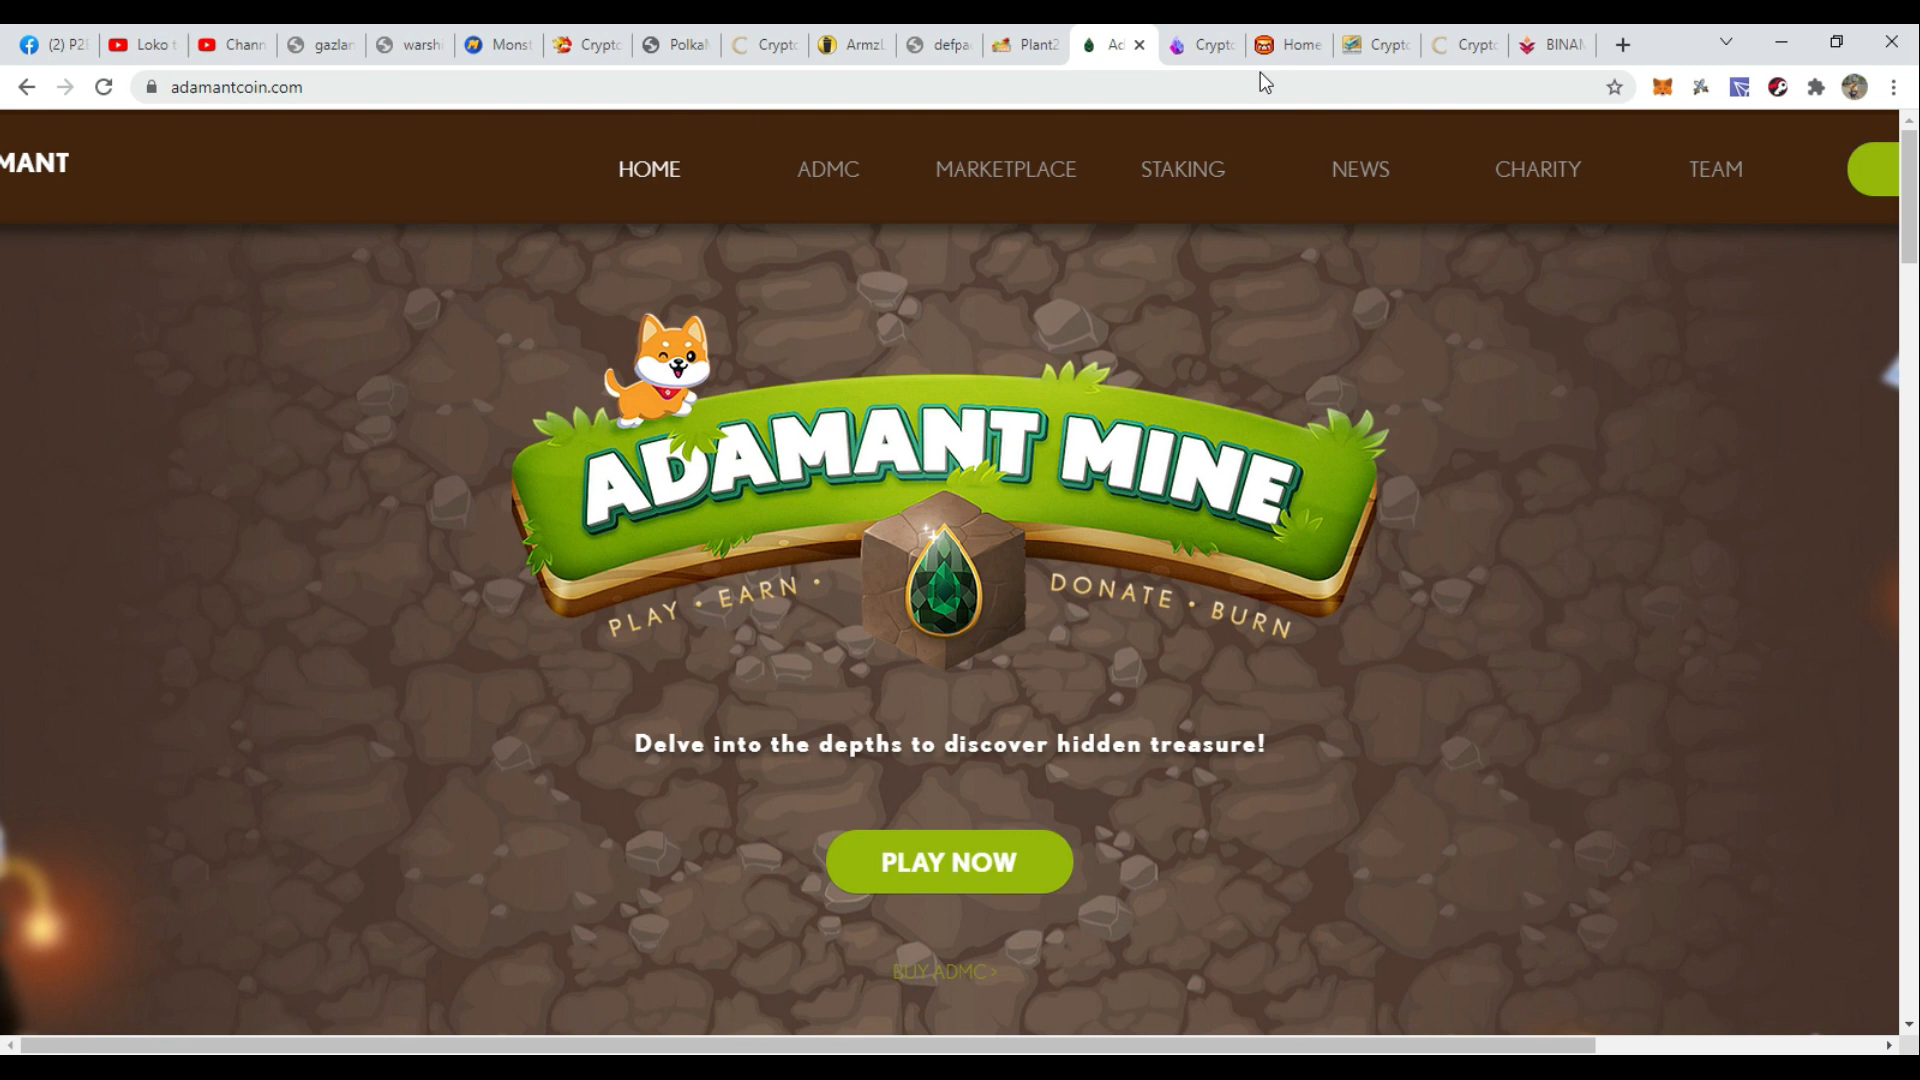 (2) P2E
Loko t
Chann
gazlan
warshi
Monst
Crypto
Polka
Crypto
ArmzL
defpa
Plant2
Ad
Crypto
Home
Crypto
Crypto
BINAN
adamantcoin.com
MANT
HOME
ADMC
MARKETPLACE
STAKING
NEWS
CHARITY
TEAM
ADAMANT MINE
PLAY • EARN •
DONATE • BURN
Delve into the depths to discover hidden treasure!
PLAY NOW
BUY ADMC >